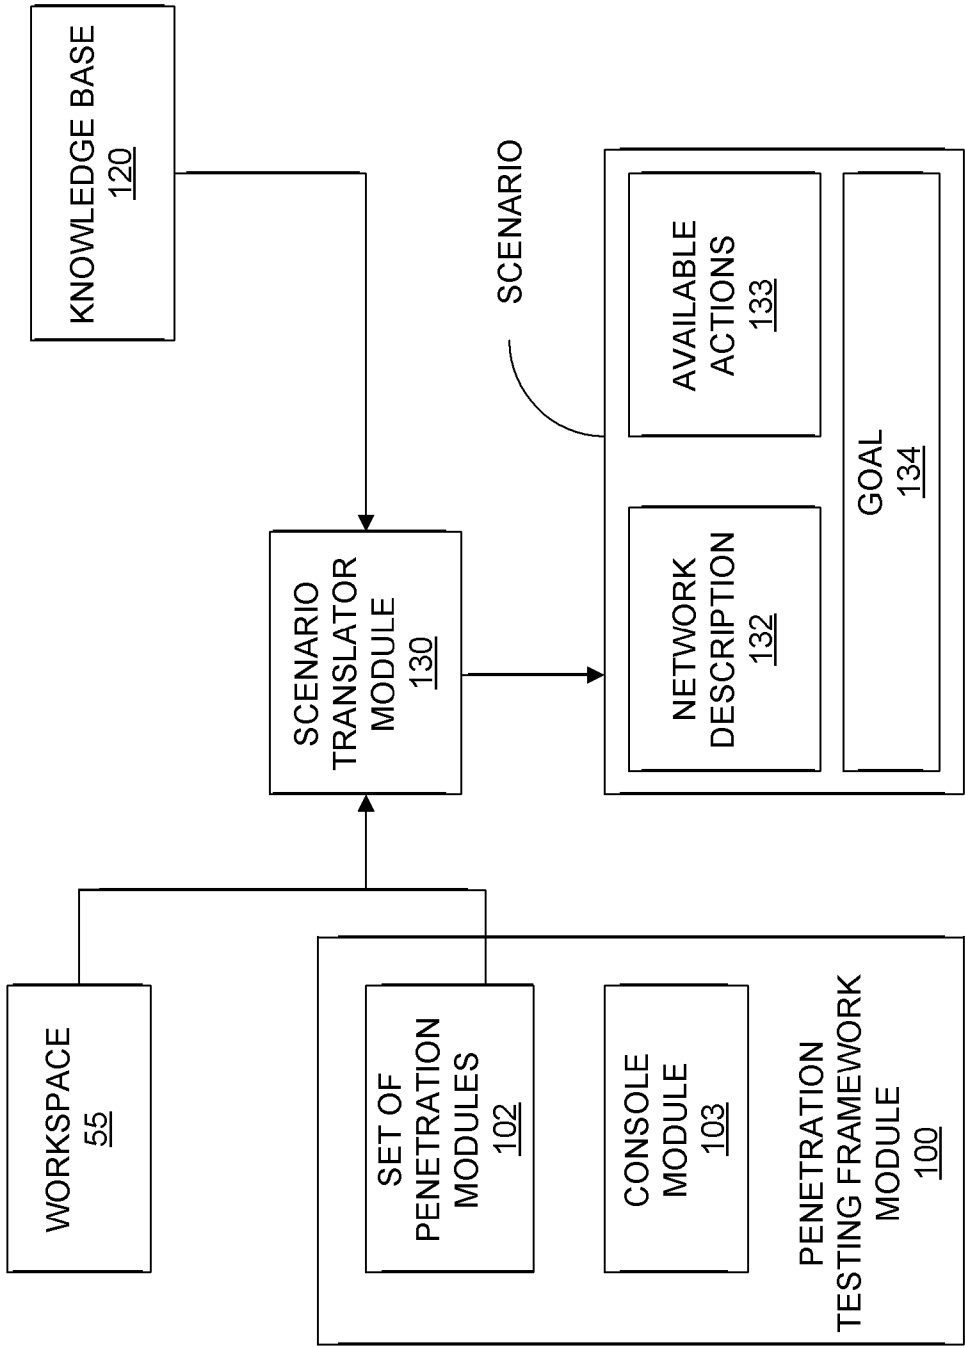 WORKSPACE
55
SET OF
PENETRATION
MODULES
102
CONSOLE
MODULE
103
PENETRATION
TESTING FRAMEWORK
MODULE
100
SCENARIO
TRANSLATOR
MODULE
130
KNOWLEDGE BASE
120
SCENARIO
NETWORK
DESCRIPTION
132
AVAILABLE
ACTIONS
133
GOAL
134